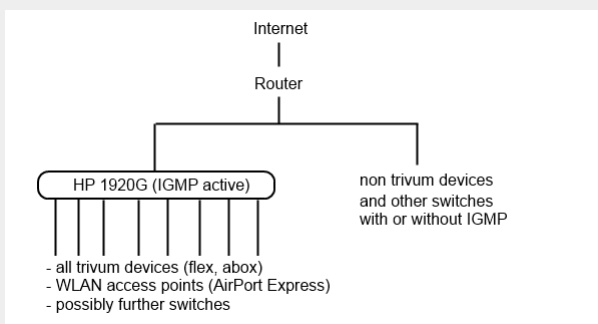 Internet
Router
HP 1920G (IGMP active)
non trivum devices
and other switches
with or without IGMP
- all trivum devices (flex, abox)
- WLAN access points (AirPort Express)
- possibly further switches